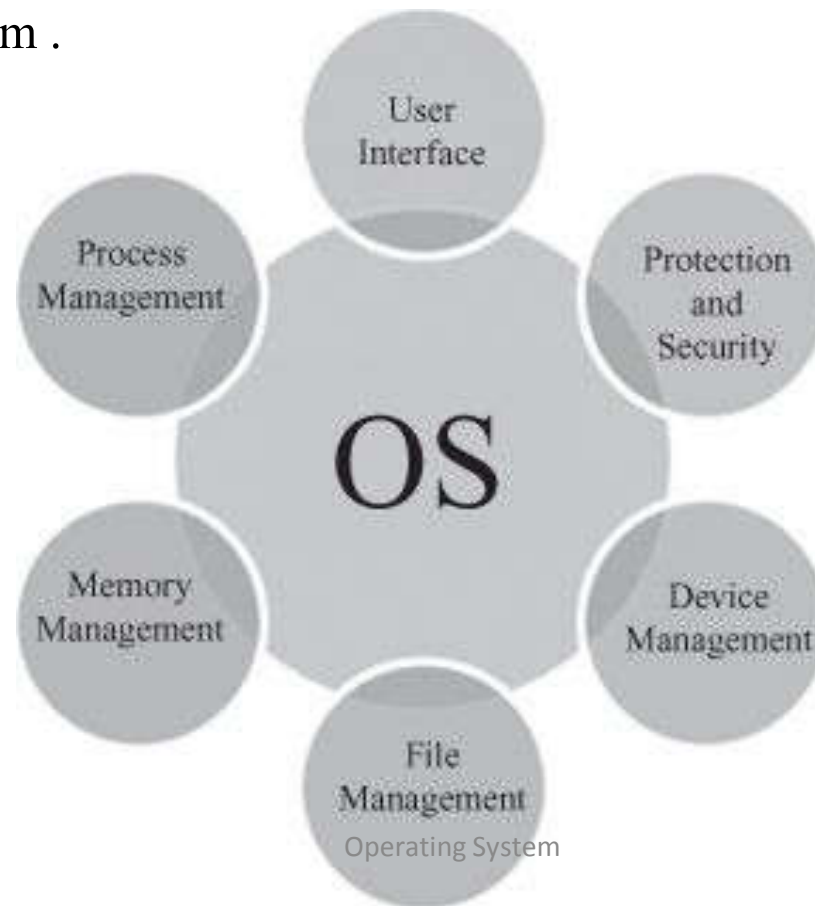 m .
User
Interface
Process
Management
Protection
and
Security
OS
Memory
Management
Device
Management
File
Management
Operating System